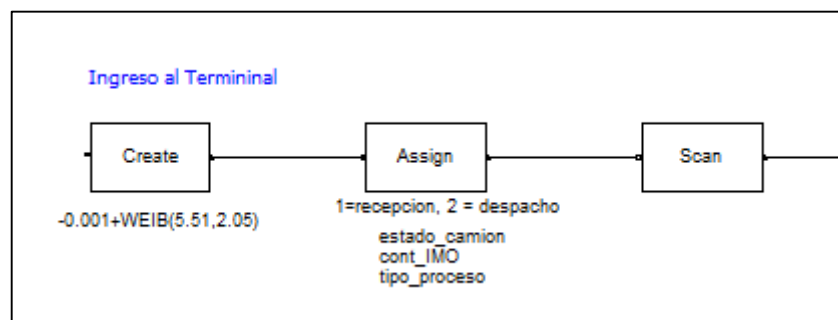 Ingreso al Termininal
Create
Assign
Scan
-0.001+WEIB(5.51,2.05)
1=recepcion, 2 = despacho
estado_camion
cont_IMO
tipo_proceso